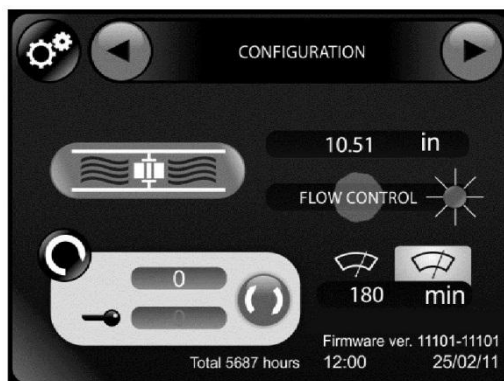 CONFIGURATION
10.51 in
FLOW CONTROL
0
0
180 min
Firmware ver. 11101-11101
Total 5687 hours 12:00 25/02/11